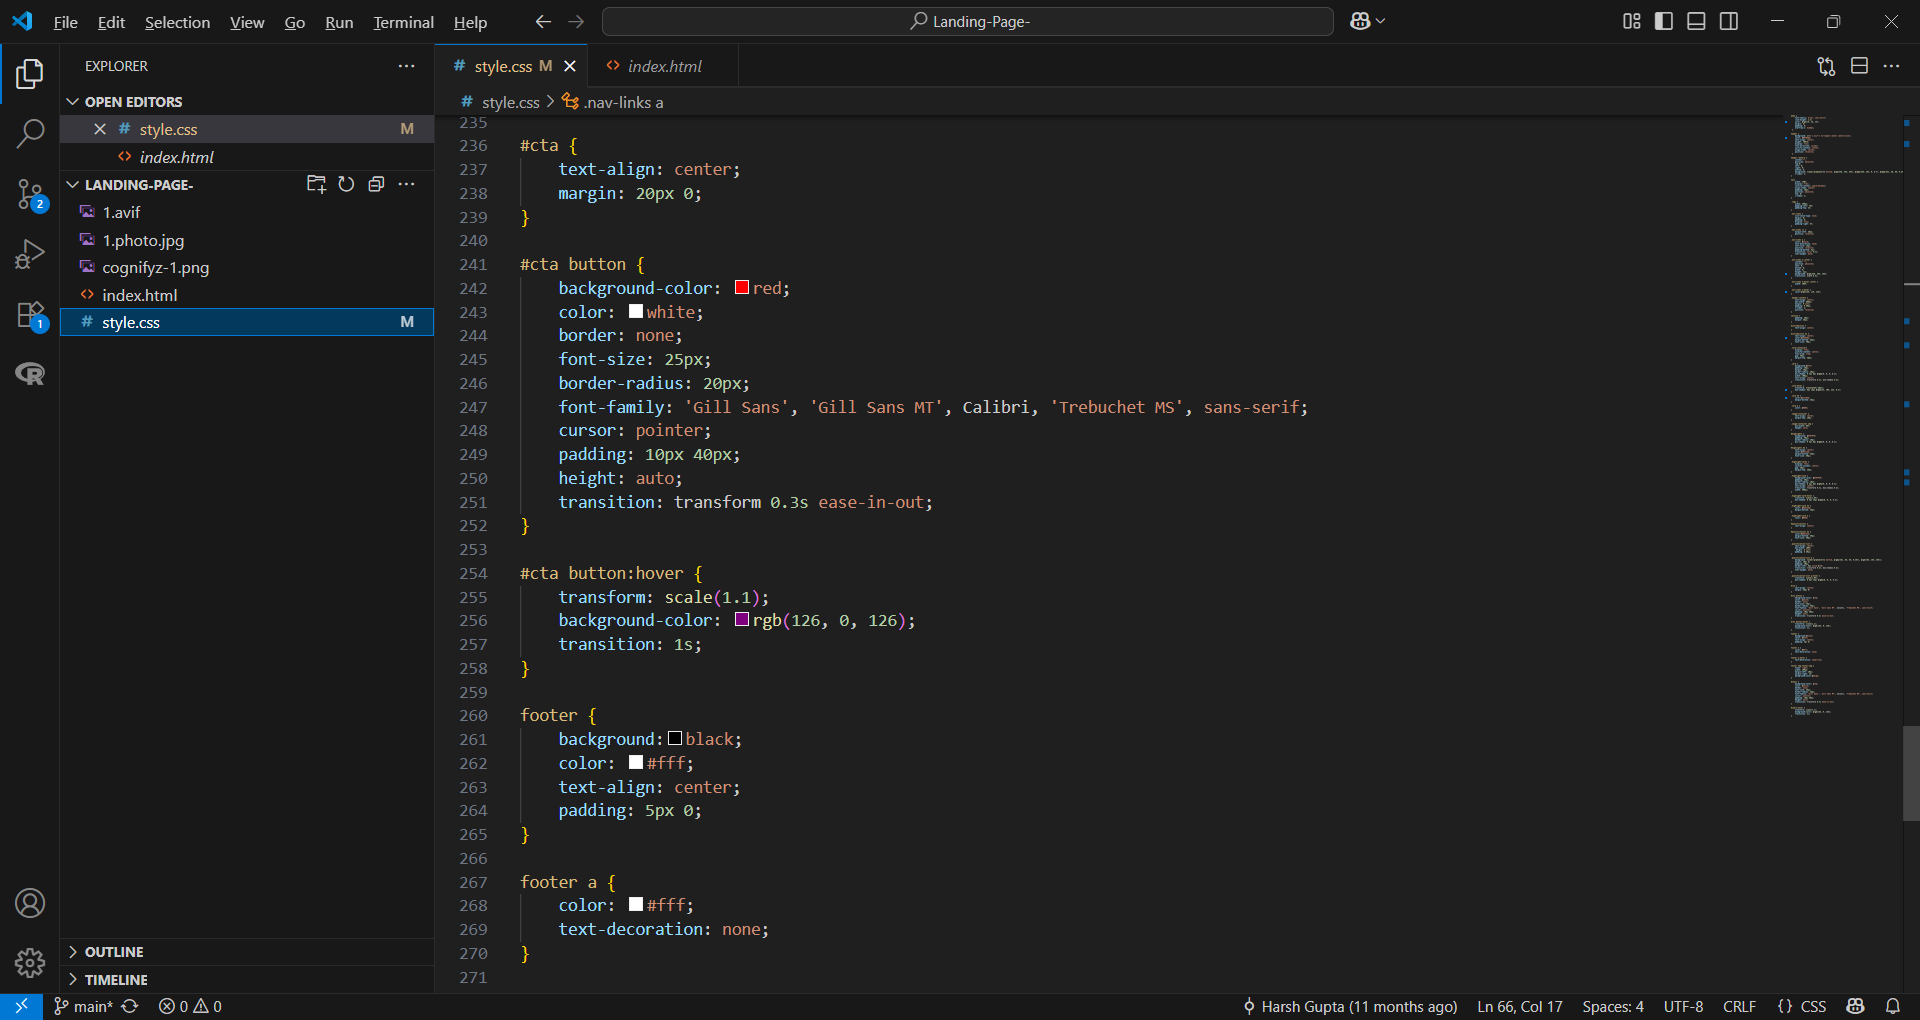 File Edit Selection View Go Run Terminal Help
Landing-Page-
EXPLORER
OPEN EDITORS
style.css M
index.html
LANDING-PAGE-
1.avif
1.photo.jpg
cognifyz-1.png
index.html
style.css M
OUTLINE
TIMELINE
2
1
style.css M
index.html
style.css > .nav-links a
235
236 #cta {
237 text-align: center;
238 margin: 20px 0;
239 }
240
241 #cta button {
242 background-color: red;
243 color: white;
244 border: none;
245 font-size: 25px;
246 border-radius: 20px;
247 font-family: 'Gill Sans', 'Gill Sans MT', Calibri, 'Trebuchet MS', sans-serif;
248 cursor: pointer;
249 padding: 10px 40px;
250 height: auto;
251 transition: transform 0.3s ease-in-out;
252 }
253
254 #cta button:hover {
255 transform: scale(1.1);
256 background-color: rgb(126, 0, 126);
257 transition: 1s;
258 }
259
260 footer {
261 background: black;
262 color: #fff;
263 text-align: center;
264 padding: 5px 0;
265 }
266
267 footer a {
268 color: #fff;
269 text-decoration: none;
270 }
271
main* 0 0 Harsh Gupta (11 months ago) Ln 66, Col 17 Spaces: 4 UTF-8 CRLF {} CSS